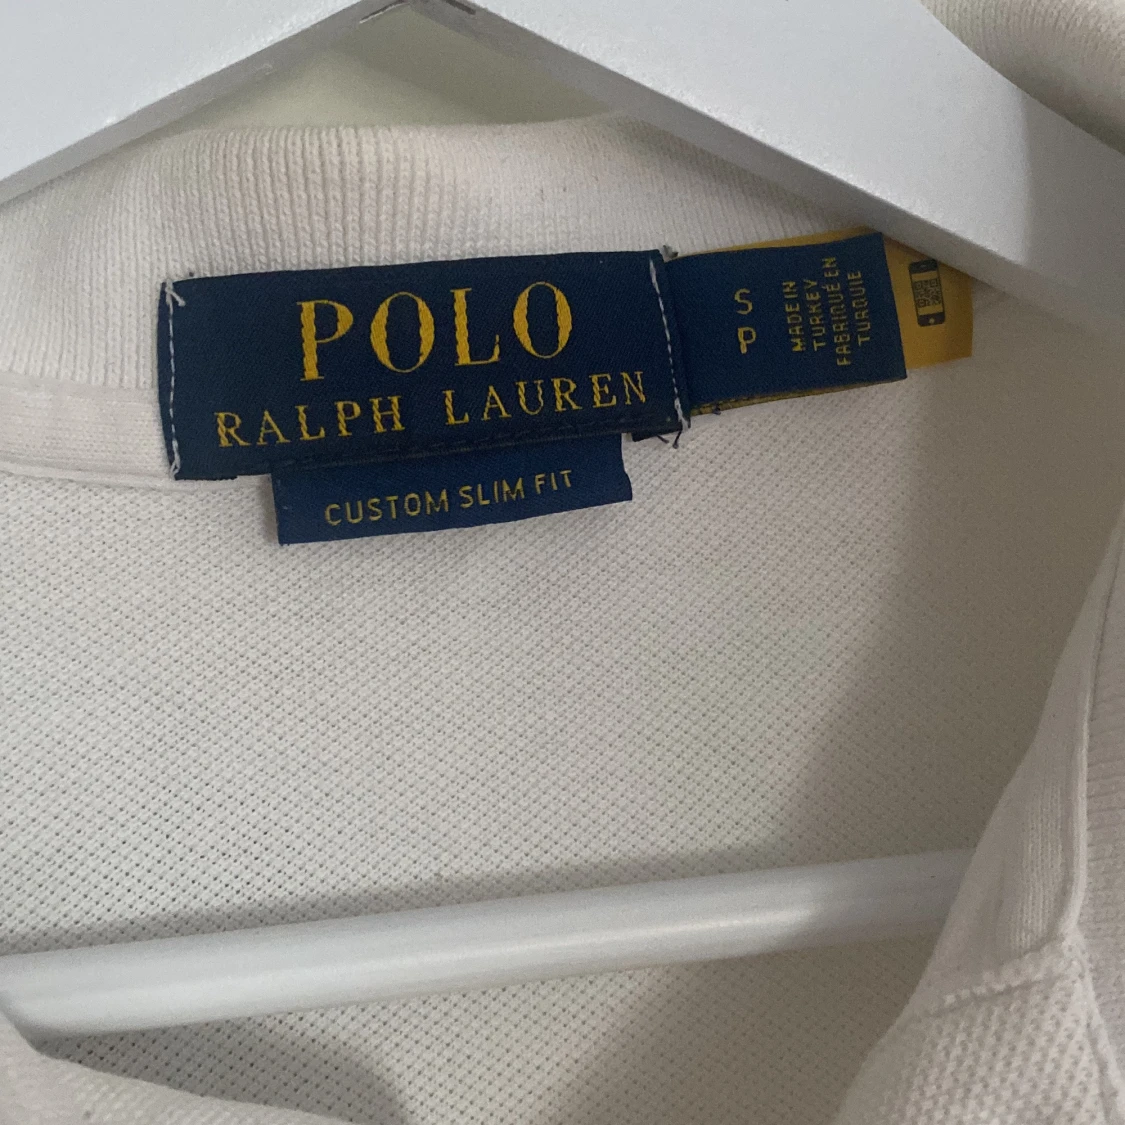 POLO
RALPH LAUREN
CUSTOM SLIM FIT
S
P
MADE IN
TURKEY
FABRIQUÉ EN
TURQUIE